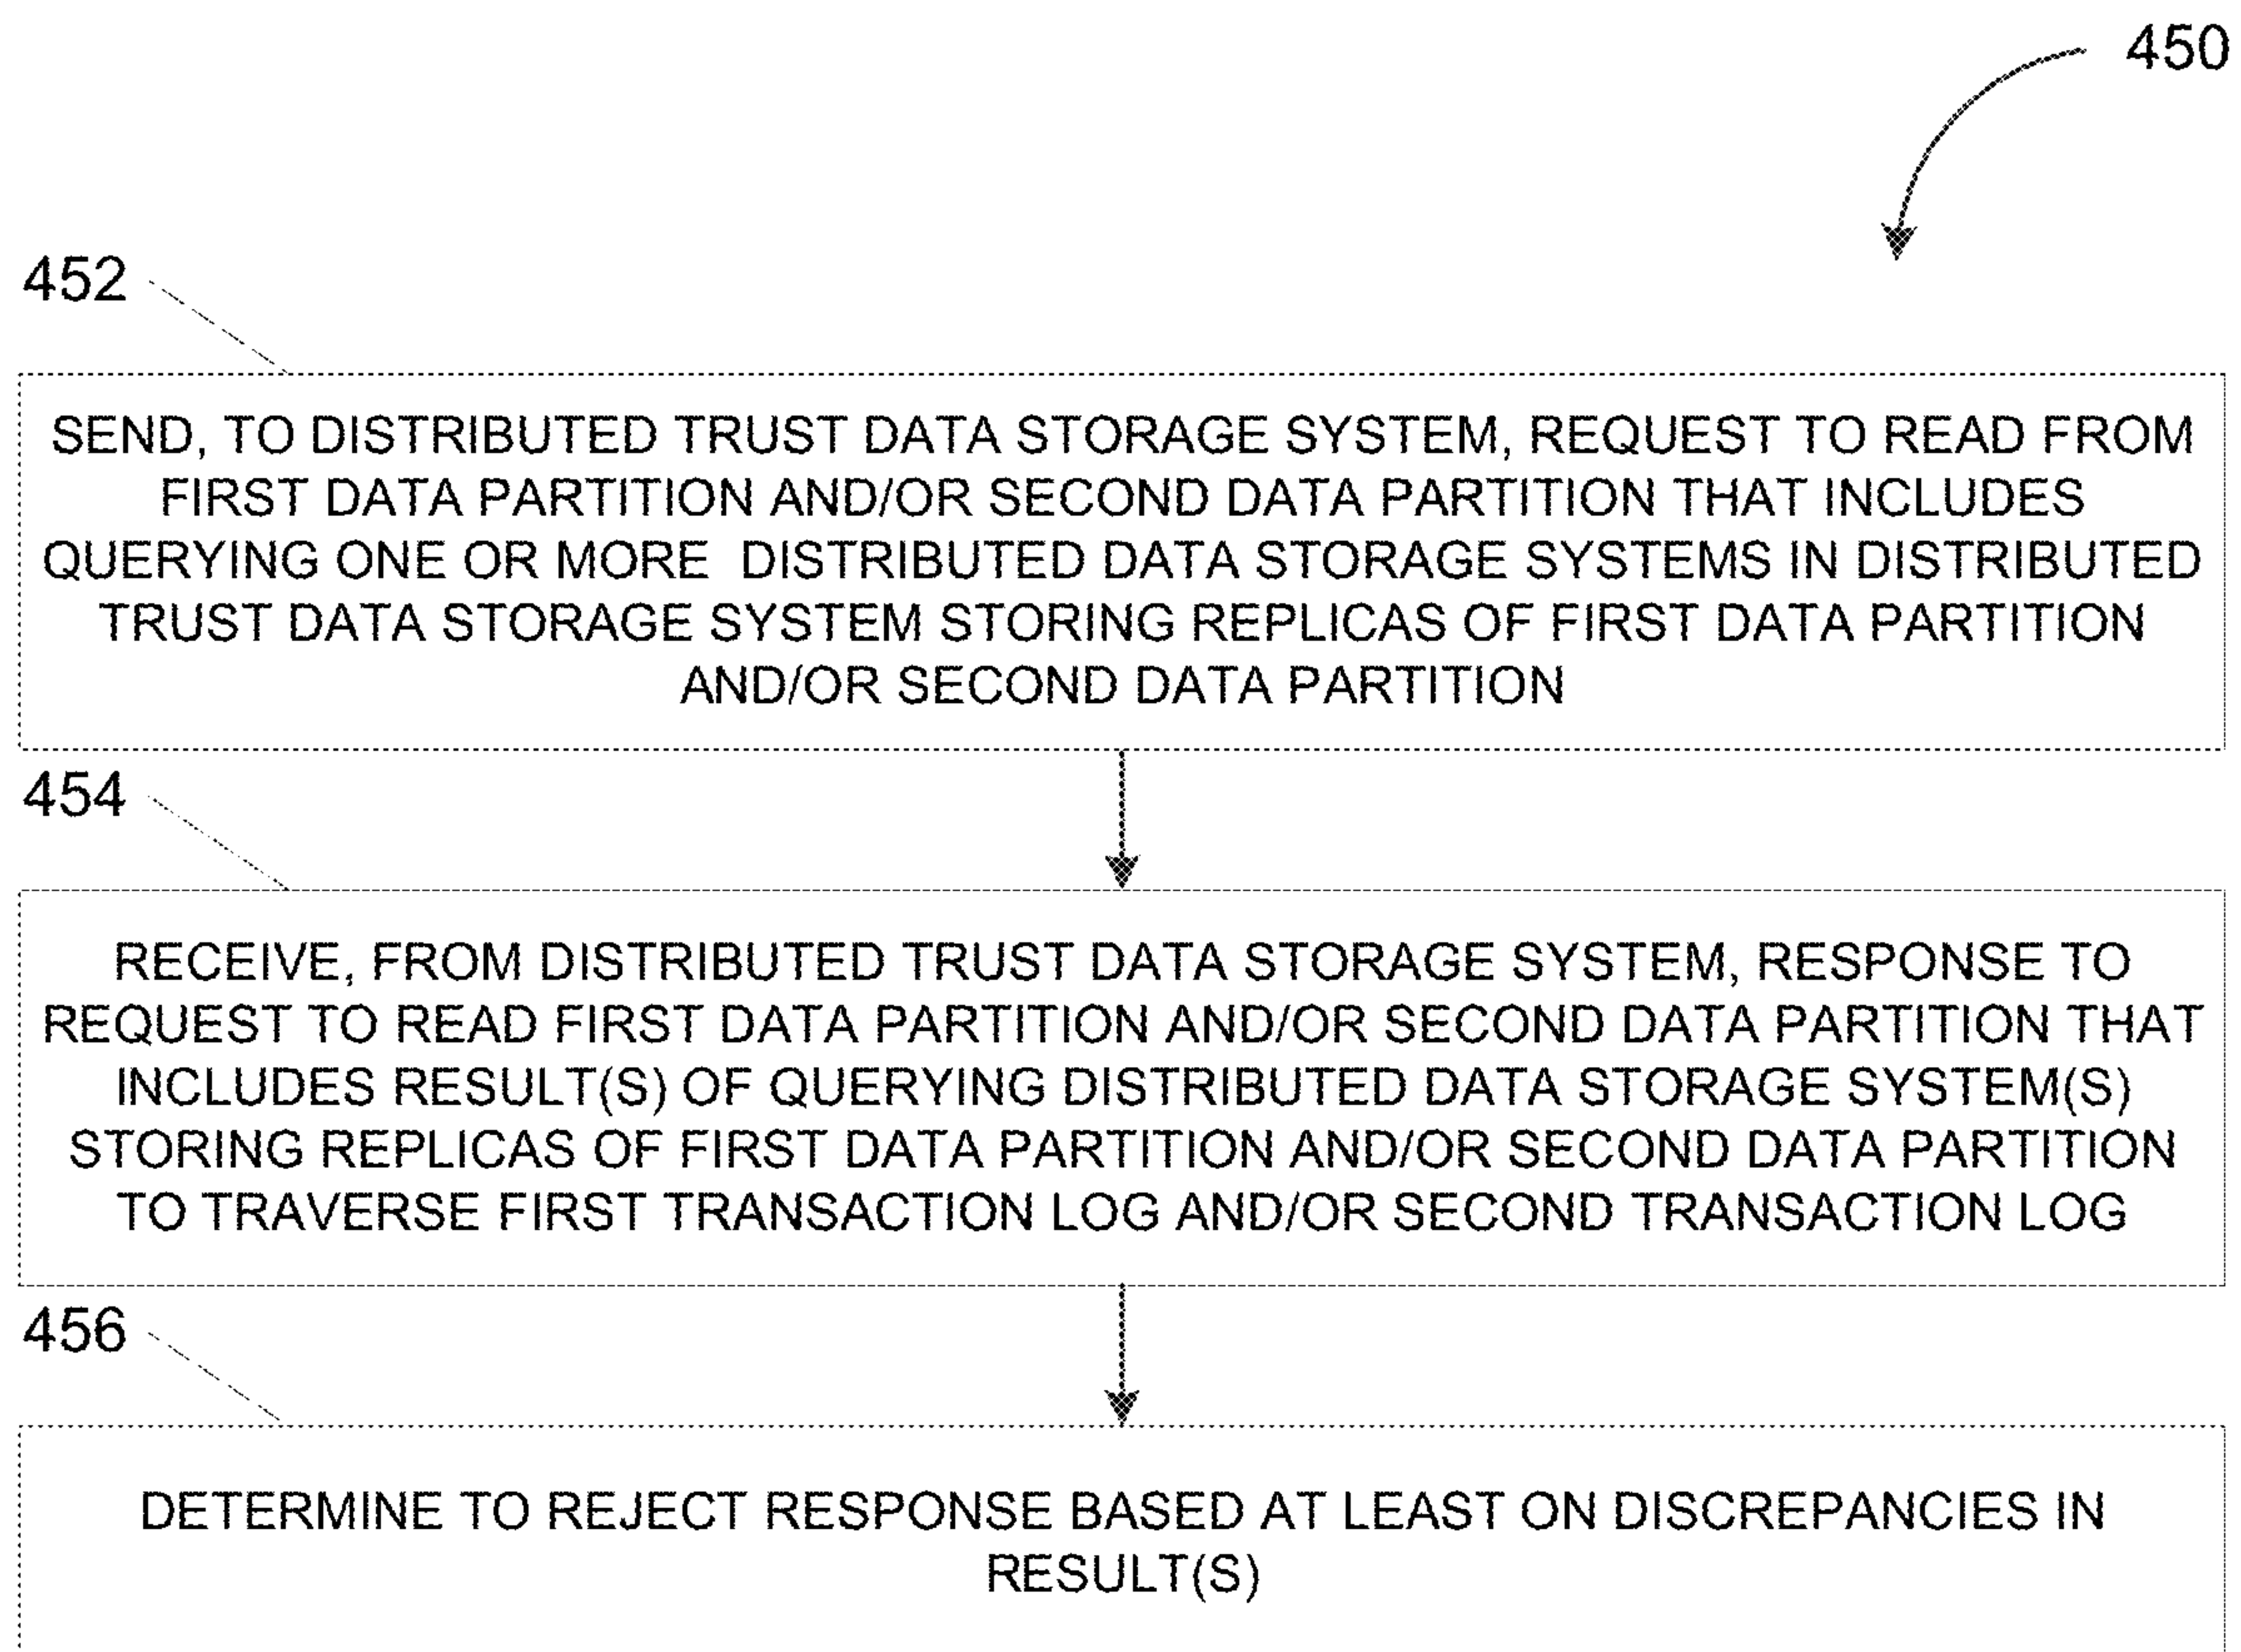 450
452
SEND, TO DISTRIBUTED TRUST DATA STORAGE SYSTEM, REQUEST TO READ FROM
FIRST DATA PARTITION AND/OR SECOND DATA PARTITION THAT INCLUDES
QUERYING ONE OR MORE DISTRIBUTED DATA STORAGE SYSTEMS IN DISTRIBUTED
TRUST DATA STORAGE SYSTEM STORING REPLICAS OF FIRST DATA PARTITION
AND/OR SECOND DATA PARTITION
454
RECEIVE, FROM DISTRIBUTED TRUST DATA STORAGE SYSTEM, RESPONSE TO
REQUEST TO READ FIRST DATA PARTITION AND/OR SECOND DATA PARTITION THAT
INCLUDES RESULT(S) OF QUERYING DISTRIBUTED DATA STORAGE SYSTEM(S)
STORING REPLICAS OF FIRST DATA PARTITION AND/OR SECOND DATA PARTITION
TO TRAVERSE FIRST TRANSACTION LOG AND/OR SECOND TRANSACTION LOG
456
DETERMINE TO REJECT RESPONSE BASED AT LEAST ON DISCREPANCIES IN
RESULT(S)